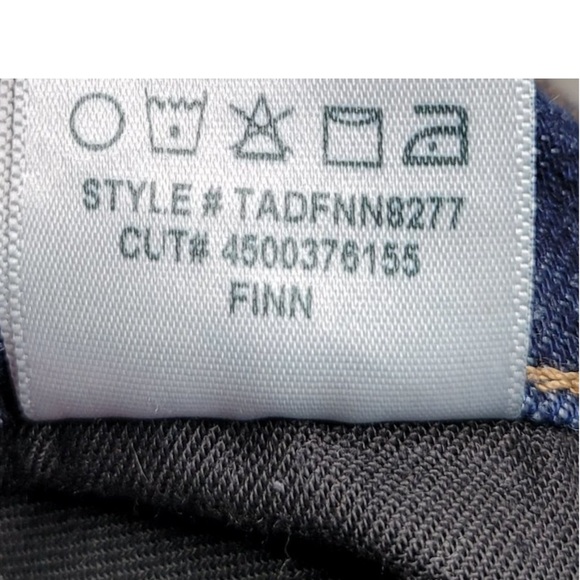 STYLE # TADFNN8277
CUT# 4500376155
FINN